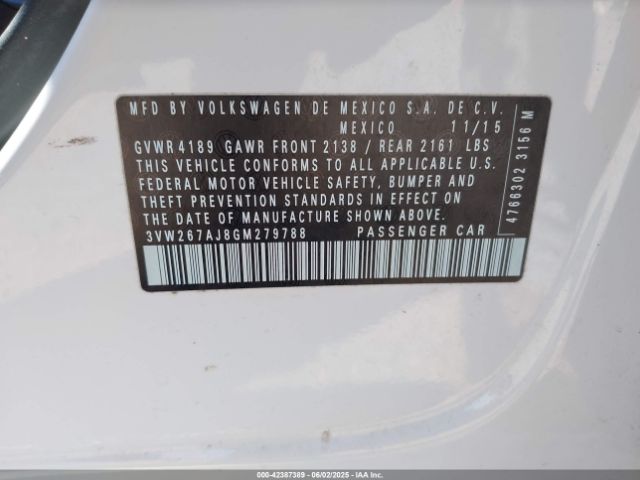 MFD BY VOLKSWAGEN DE MEXICO S.A. DE C.V.
MEXICO 11/15
GVWR 4189 GAWR FRONT 2138 / REAR 2161 LBS
THIS VEHICLE CONFORMS TO ALL APPLICABLE U.S.
FEDERAL MOTOR VEHICLE SAFETY, BUMPER AND
THEFT PREVENTION STANDARDS IN EFFECT ON THE
DATE OF MANUFACTURE SHOWN ABOVE.
3VW267AJ8GM279788 PASSENGER CAR
4766302 3156 M
000-42387389 | 06/02/2025 | IAA